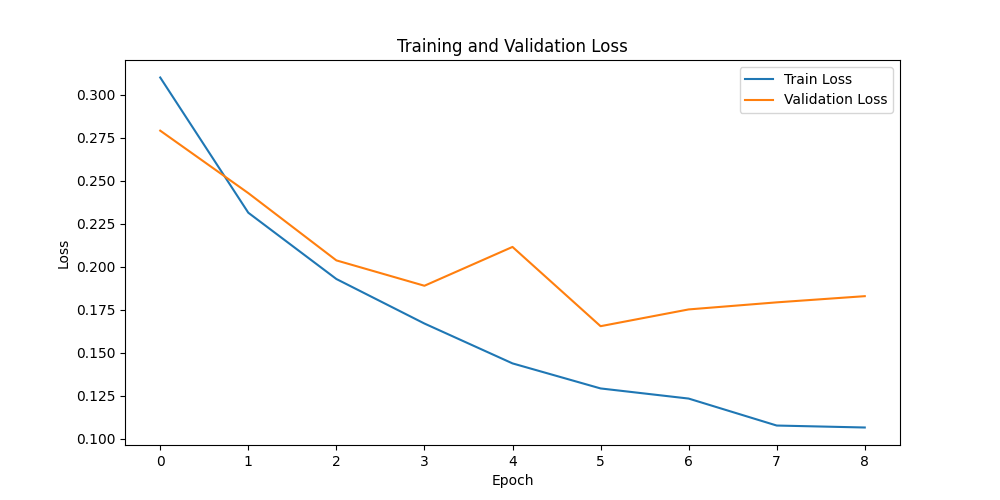 Training and Validation Loss
Train Loss
Validation Loss
0.300
0.275
0.250
0.225
0.200
0.175
0.150
0.125
0.100
Loss
0 1 2 3 4 5 6 7 8
Epoch